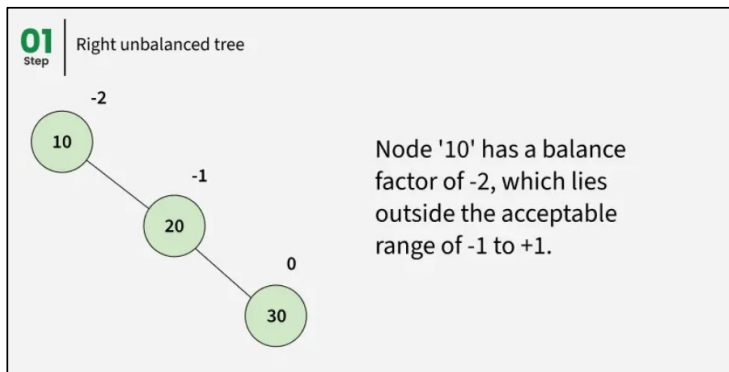 01
Step
Right unbalanced tree
-2
10
-1
20
0
30
Node '10' has a balance
factor of -2, which lies
outside the acceptable
range of -1 to +1.